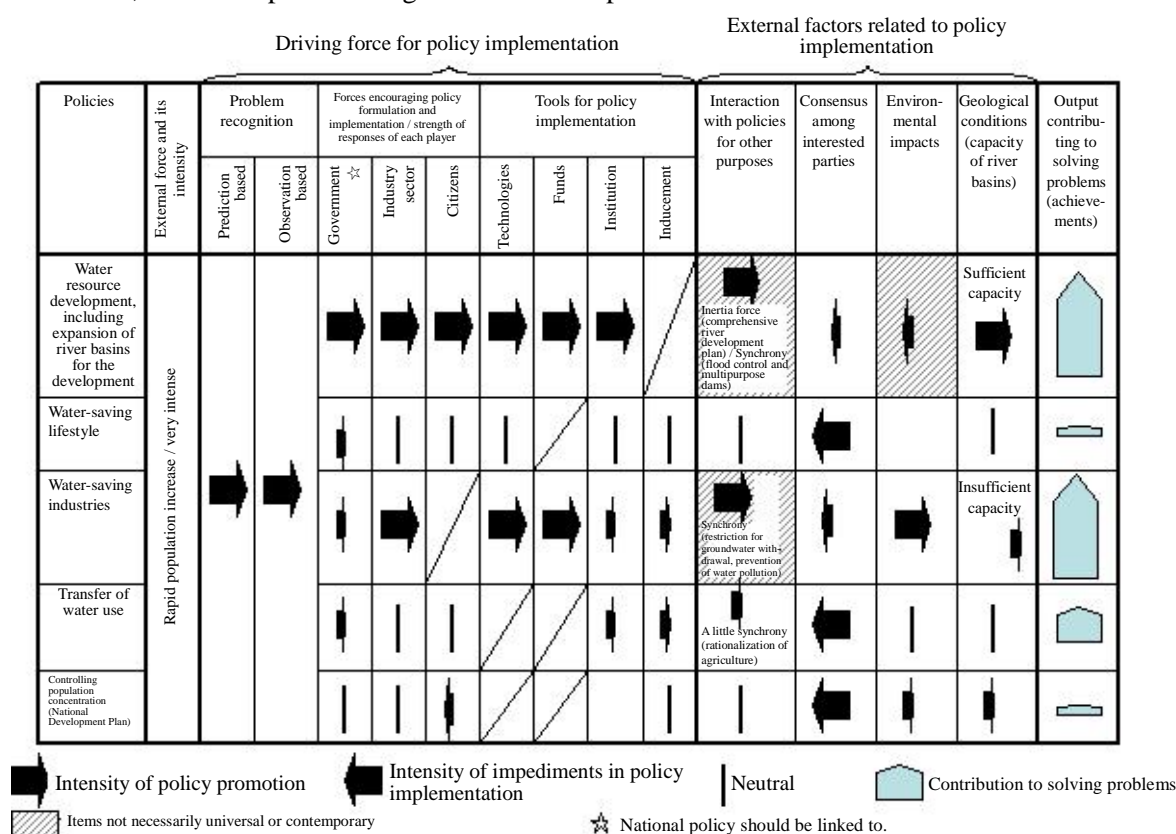 Driving force for policy implementation
External factors related to policy
implementation
Policies
External force and its
intensity
Problem
recognition
Forces encouraging policy
formulation and
implementation / strength of
responses of each player
Tools for policy
implementation
Interaction
with policies
for other
purposes
Consensus
among
interested
parties
Environ-
mental
impacts
Geological
conditions
(capacity
of river
basins)
Output
contribu-
ting to
solving
problems
(achieve-
ments)
Prediction
based
Observation
based
Government
☆
Industry
sector
Citizens
Technologies
Funds
Institution
Inducement
Water
resource
development,
including
expansion of
river basins
for the
development
Rapid population increase / very intense
Inertia force
(comprehensive
river
development
plan) / Synchrony
(flood control and
multipurpose
dams)
Sufficient
capacity
Water-saving
lifestyle
Water-saving
industries
Synchrony
(restriction for
groundwater with-
drawal, prevention
of water pollution)
Insufficient
capacity
Transfer of
water use
A little synchrony
(rationalization of
agriculture)
Controlling
population
concentration
(National
Development Plan)
Intensity of policy promotion
Intensity of impediments in policy
implementation
Neutral
Contribution to solving problems
Items not necessarily universal or contemporary
☆ National policy should be linked to.